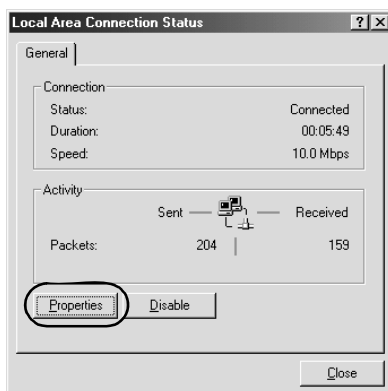 Local Area Connection Status
General
Connection
Status: Connected
Duration: 00:05:49
Speed: 10.0 Mbps
Activity
Sent Received
Packets: 204 159
Properties Disable
Close